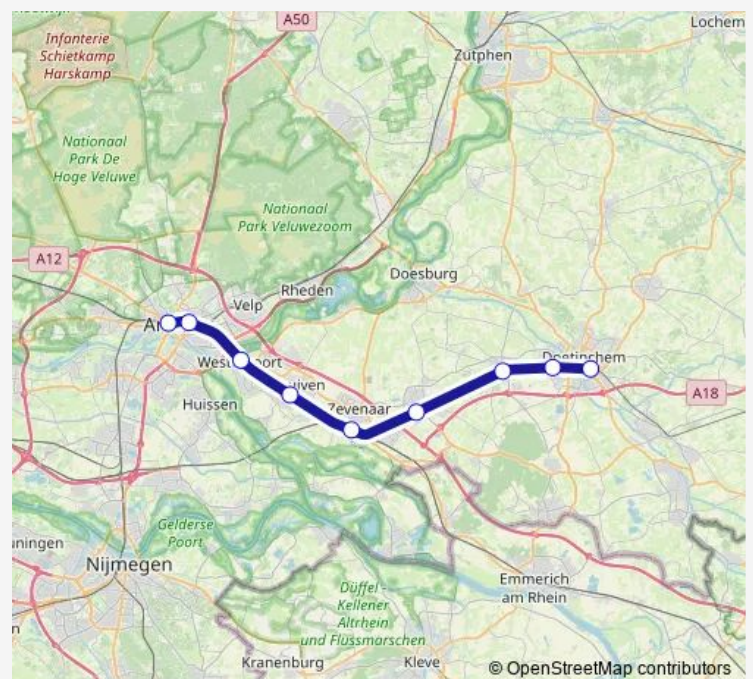 A50
Lochem
Infanterie
Schietkamp
Harskamp
Zutphen
Nationaal
Park De
Hoge Veluwe
Nationaal
Park Veluwezoom
A12
Doesburg
Rheden
Velp
Huissen
Zevenaar
A18
Gelderse
Poort
Nijmegen
Emmerich
am Rhein
Düffel -
Kellener
Altrhein
und Flussmarschen
Kranenburg
Kleve
© OpenStreetMap contributors